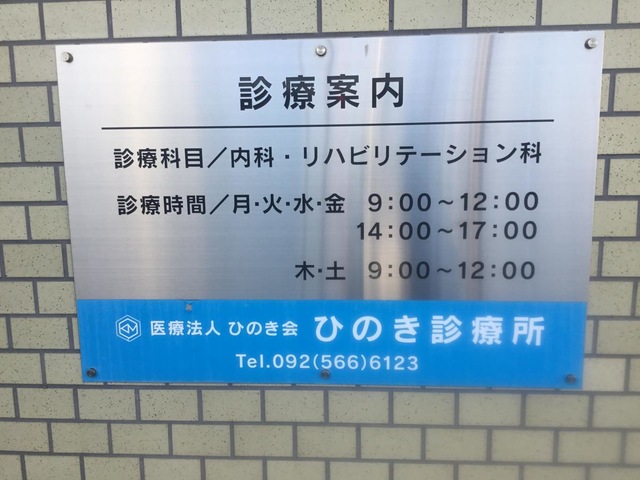 診療案内
診療科目／内科・リハビリテーション科
診療時間／月・火・水・金 9:00～12:00
14:00～17:00
木・土 9:00～12:00
KM 医療法人 ひのき会 ひのき診療所
Tel.092(566)6123